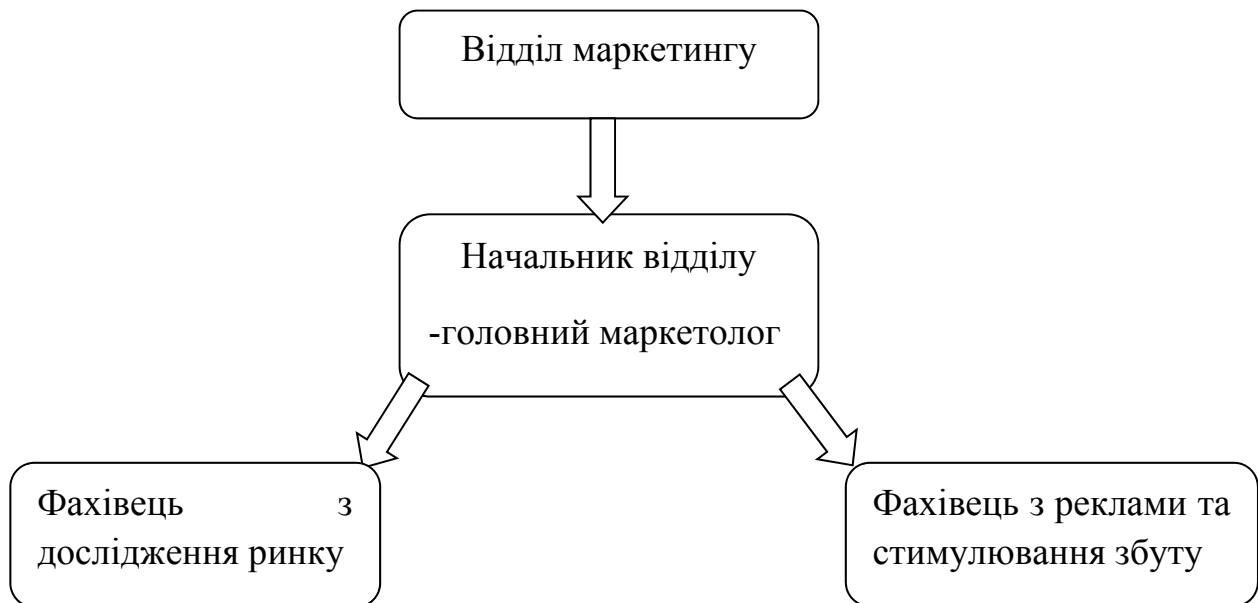 Відділ маркетингу
Начальник відділу
-головний маркетолог
Фахівець з
дослідження ринку
Фахівець з реклами та
стимулювання збуту